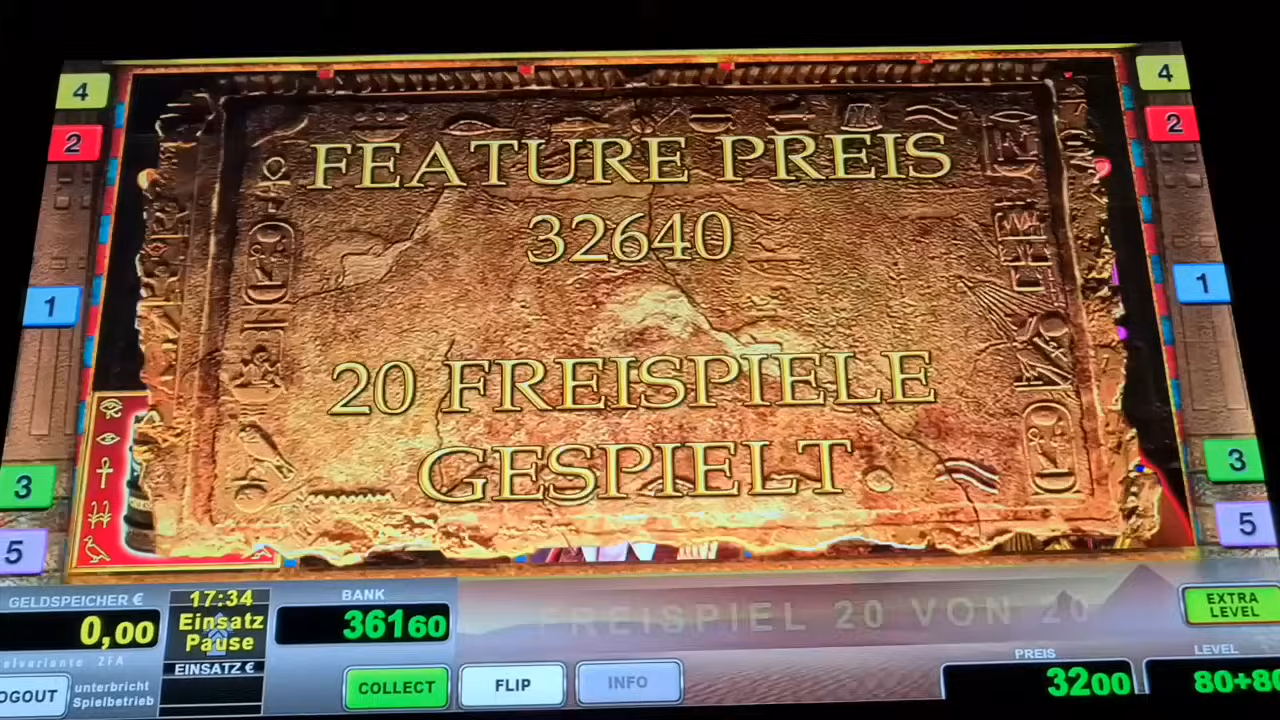 4
4
2
2
FEATURE PREIS
32640
1
1
20 FREISPIELE
GESPIELT.
3
3
5
5
GELDSPEICHER €
0,00
17:34
Einsatz
Pause
EINSATZ €
BANK
36160
FREISPIEL 20 VON 20
EXTRA
LEVEL
2FA
OGOUT
unterbricht
Spielbetrieb
COLLECT
FLIP
INFO
PREIS
3200
LEVEL
80+80